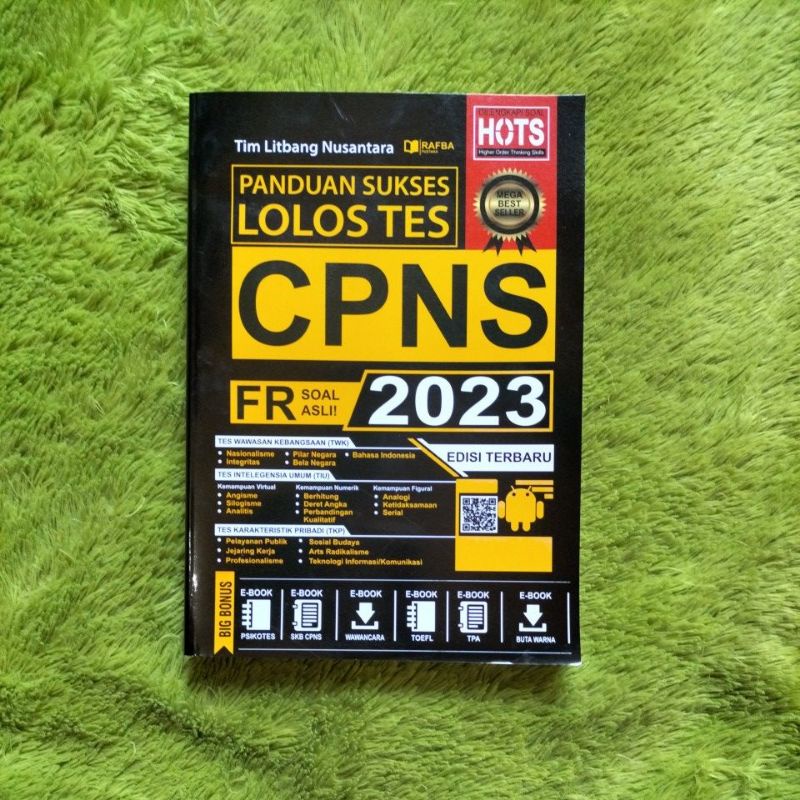 DILENGKAPI SOAL
HOTS
Higher Order Thinking Skills
Tim Litbang Nusantara
RAFBA
PANDUAN SUKSES
LOLOS TES
MEGA
BEST
SELLER
CPNS
FR SOAL
ASLI!
2023
EDISI TERBARU
TES WAWASAN KEBANGSAAN (TWK)
• Nasionalisme • Pilar Negara • Bahasa Indonesia
• Integritas • Bela Negara
TES INTELEGENSIA UMUM (TIU)
Kemampuan Virtual Kemampuan Numerik Kemampuan Figural
• Angisme • Berhitung • Analogi
• Silogisme • Deret Angka • Ketidaksamaan
• Analitis • Perbandingan • Serial
Kualitatif
TES KARAKTERISTIK PRIBADI (TKP)
• Pelayanan Publik • Sosial Budaya
• Jejaring Kerja • Arts Radikalisme
• Profesionalisme • Teknologi Informasi/Komunikasi
BIG BONUS
E-BOOK E-BOOK E-BOOK E-BOOK E-BOOK E-BOOK
PSIKOTES SKB CPNS WAWANCARA TOEFL TPA BUTA WARNA